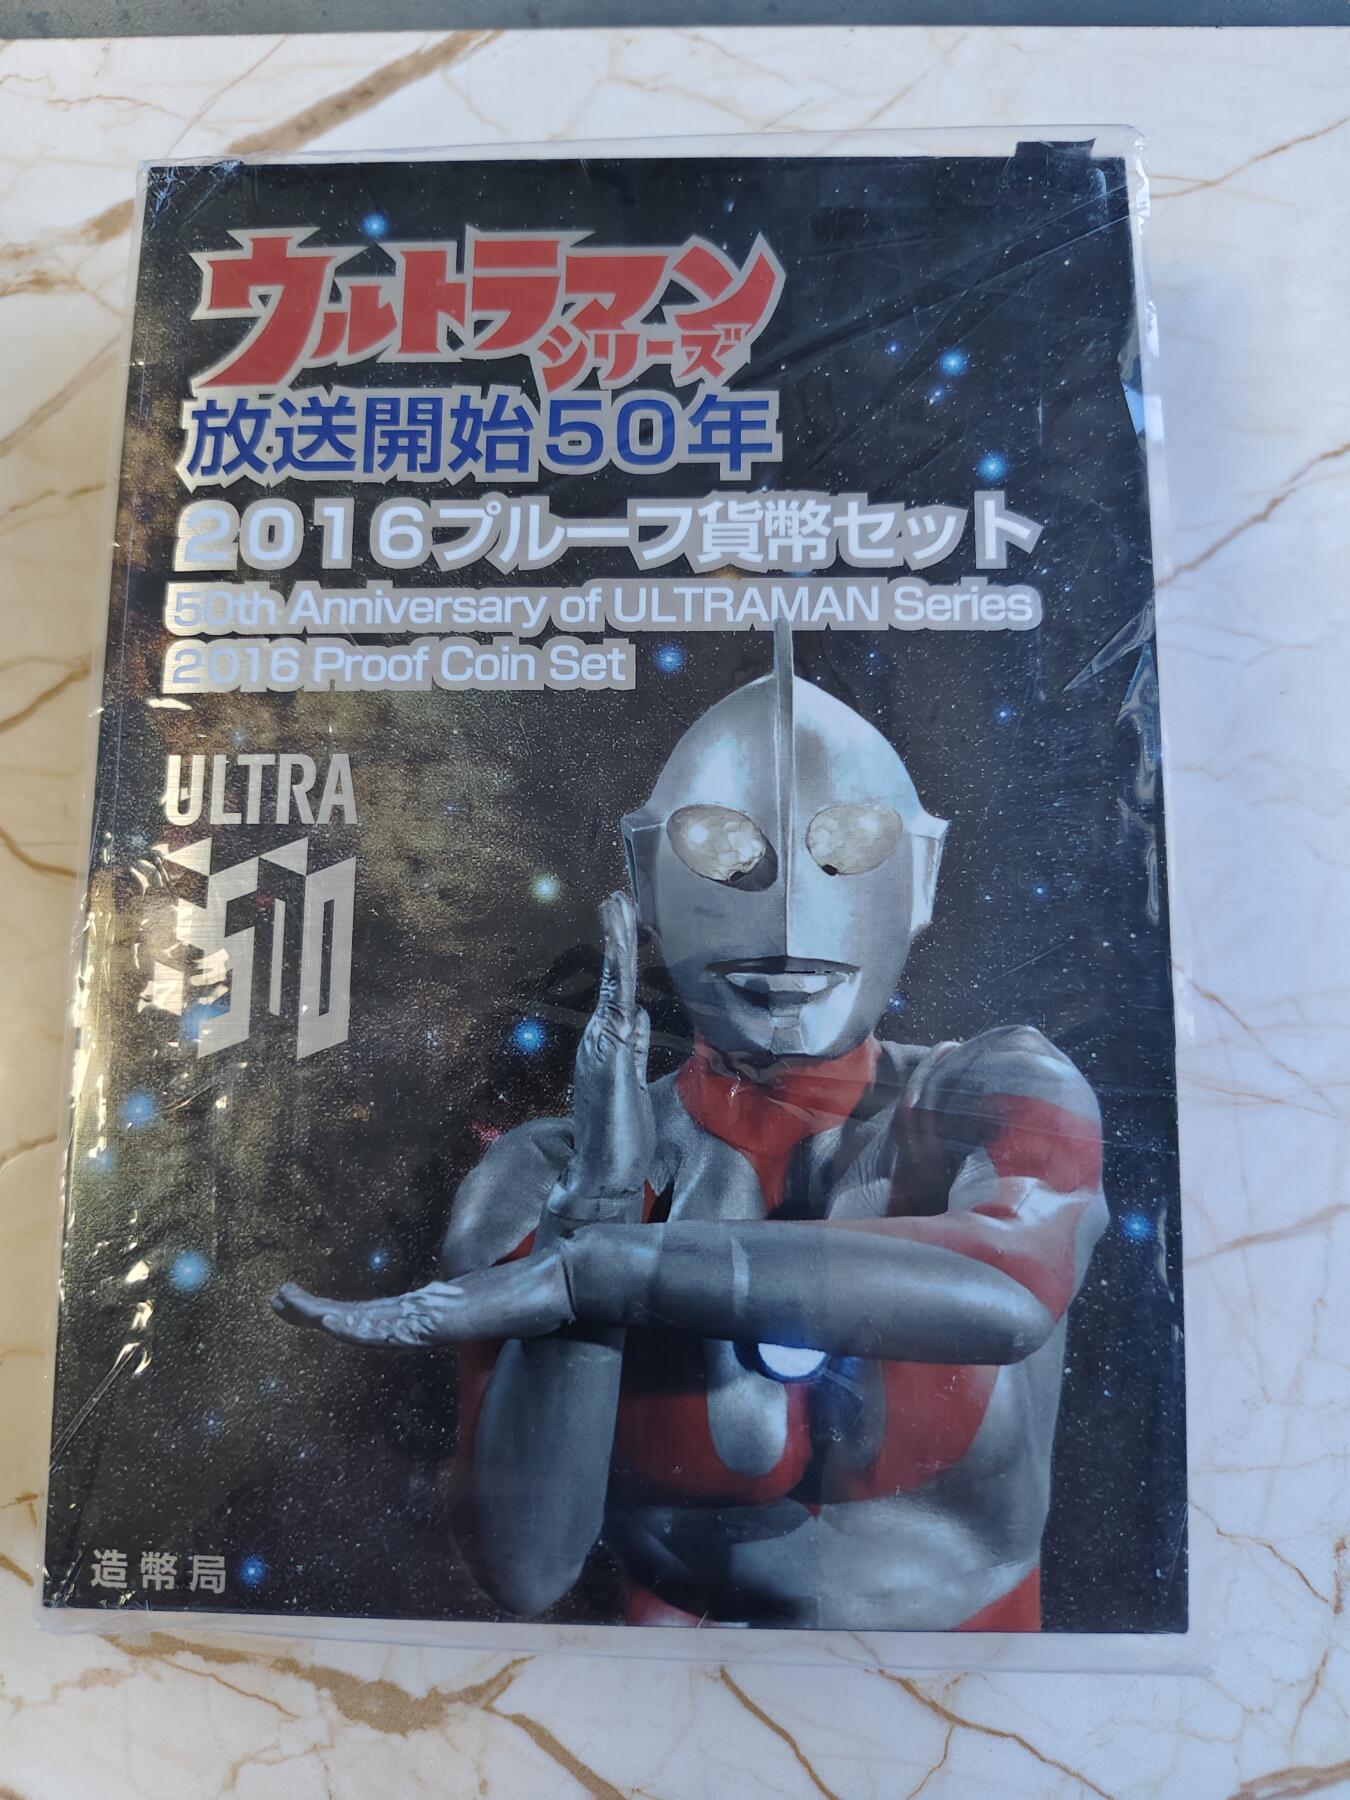 ウルトラマン
シリーズ
放送開始50年
2016プルーフ貨幣セット
50th Anniversary of ULTRAMAN Series
2016 Proof Coin Set
ULTRA
50
造幣局